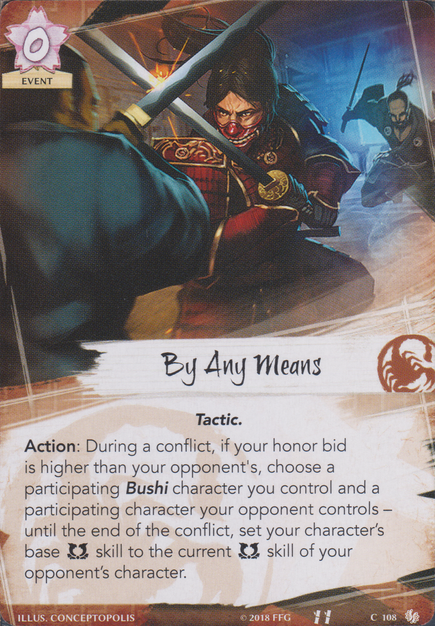 0
EVENT
By Any Means
Tactic.
Action: During a conflict, if your honor bid
is higher than your opponent's, choose a
participating Bushi character you control and a
participating character your opponent controls –
until the end of the conflict, set your character's
base skill to the current skill of your
opponent's character.
ILLUS. CONCEPTOPOLIS © 2018 FFG C 108